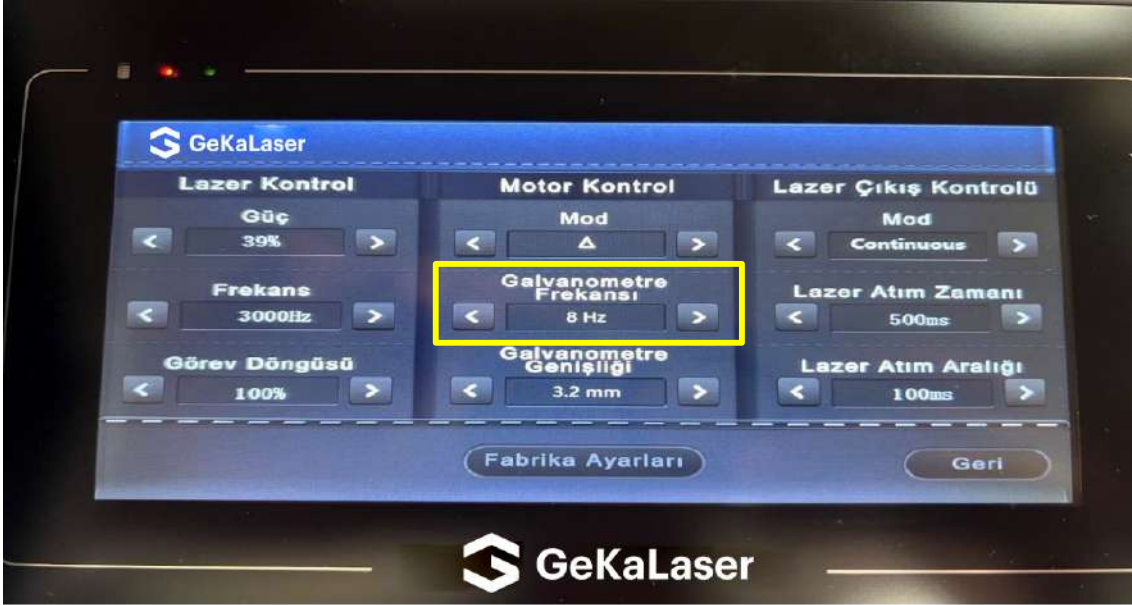 GeKaLaser
Lazer Kontrol
Güç
39%
Frekans
3000Hz
Görev Döngüsü
100%
Motor Kontrol
Mod
Δ
Galvanometre
Frekansı
8 Hz
Galvanometre
Genişliği
3.2 mm
Lazer Çıkış Kontrolü
Mod
Continuous
Lazer Atım Zamanı
500ms
Lazer Atım Aralığı
100ms
Fabrika Ayarları
Geri
GeKaLaser